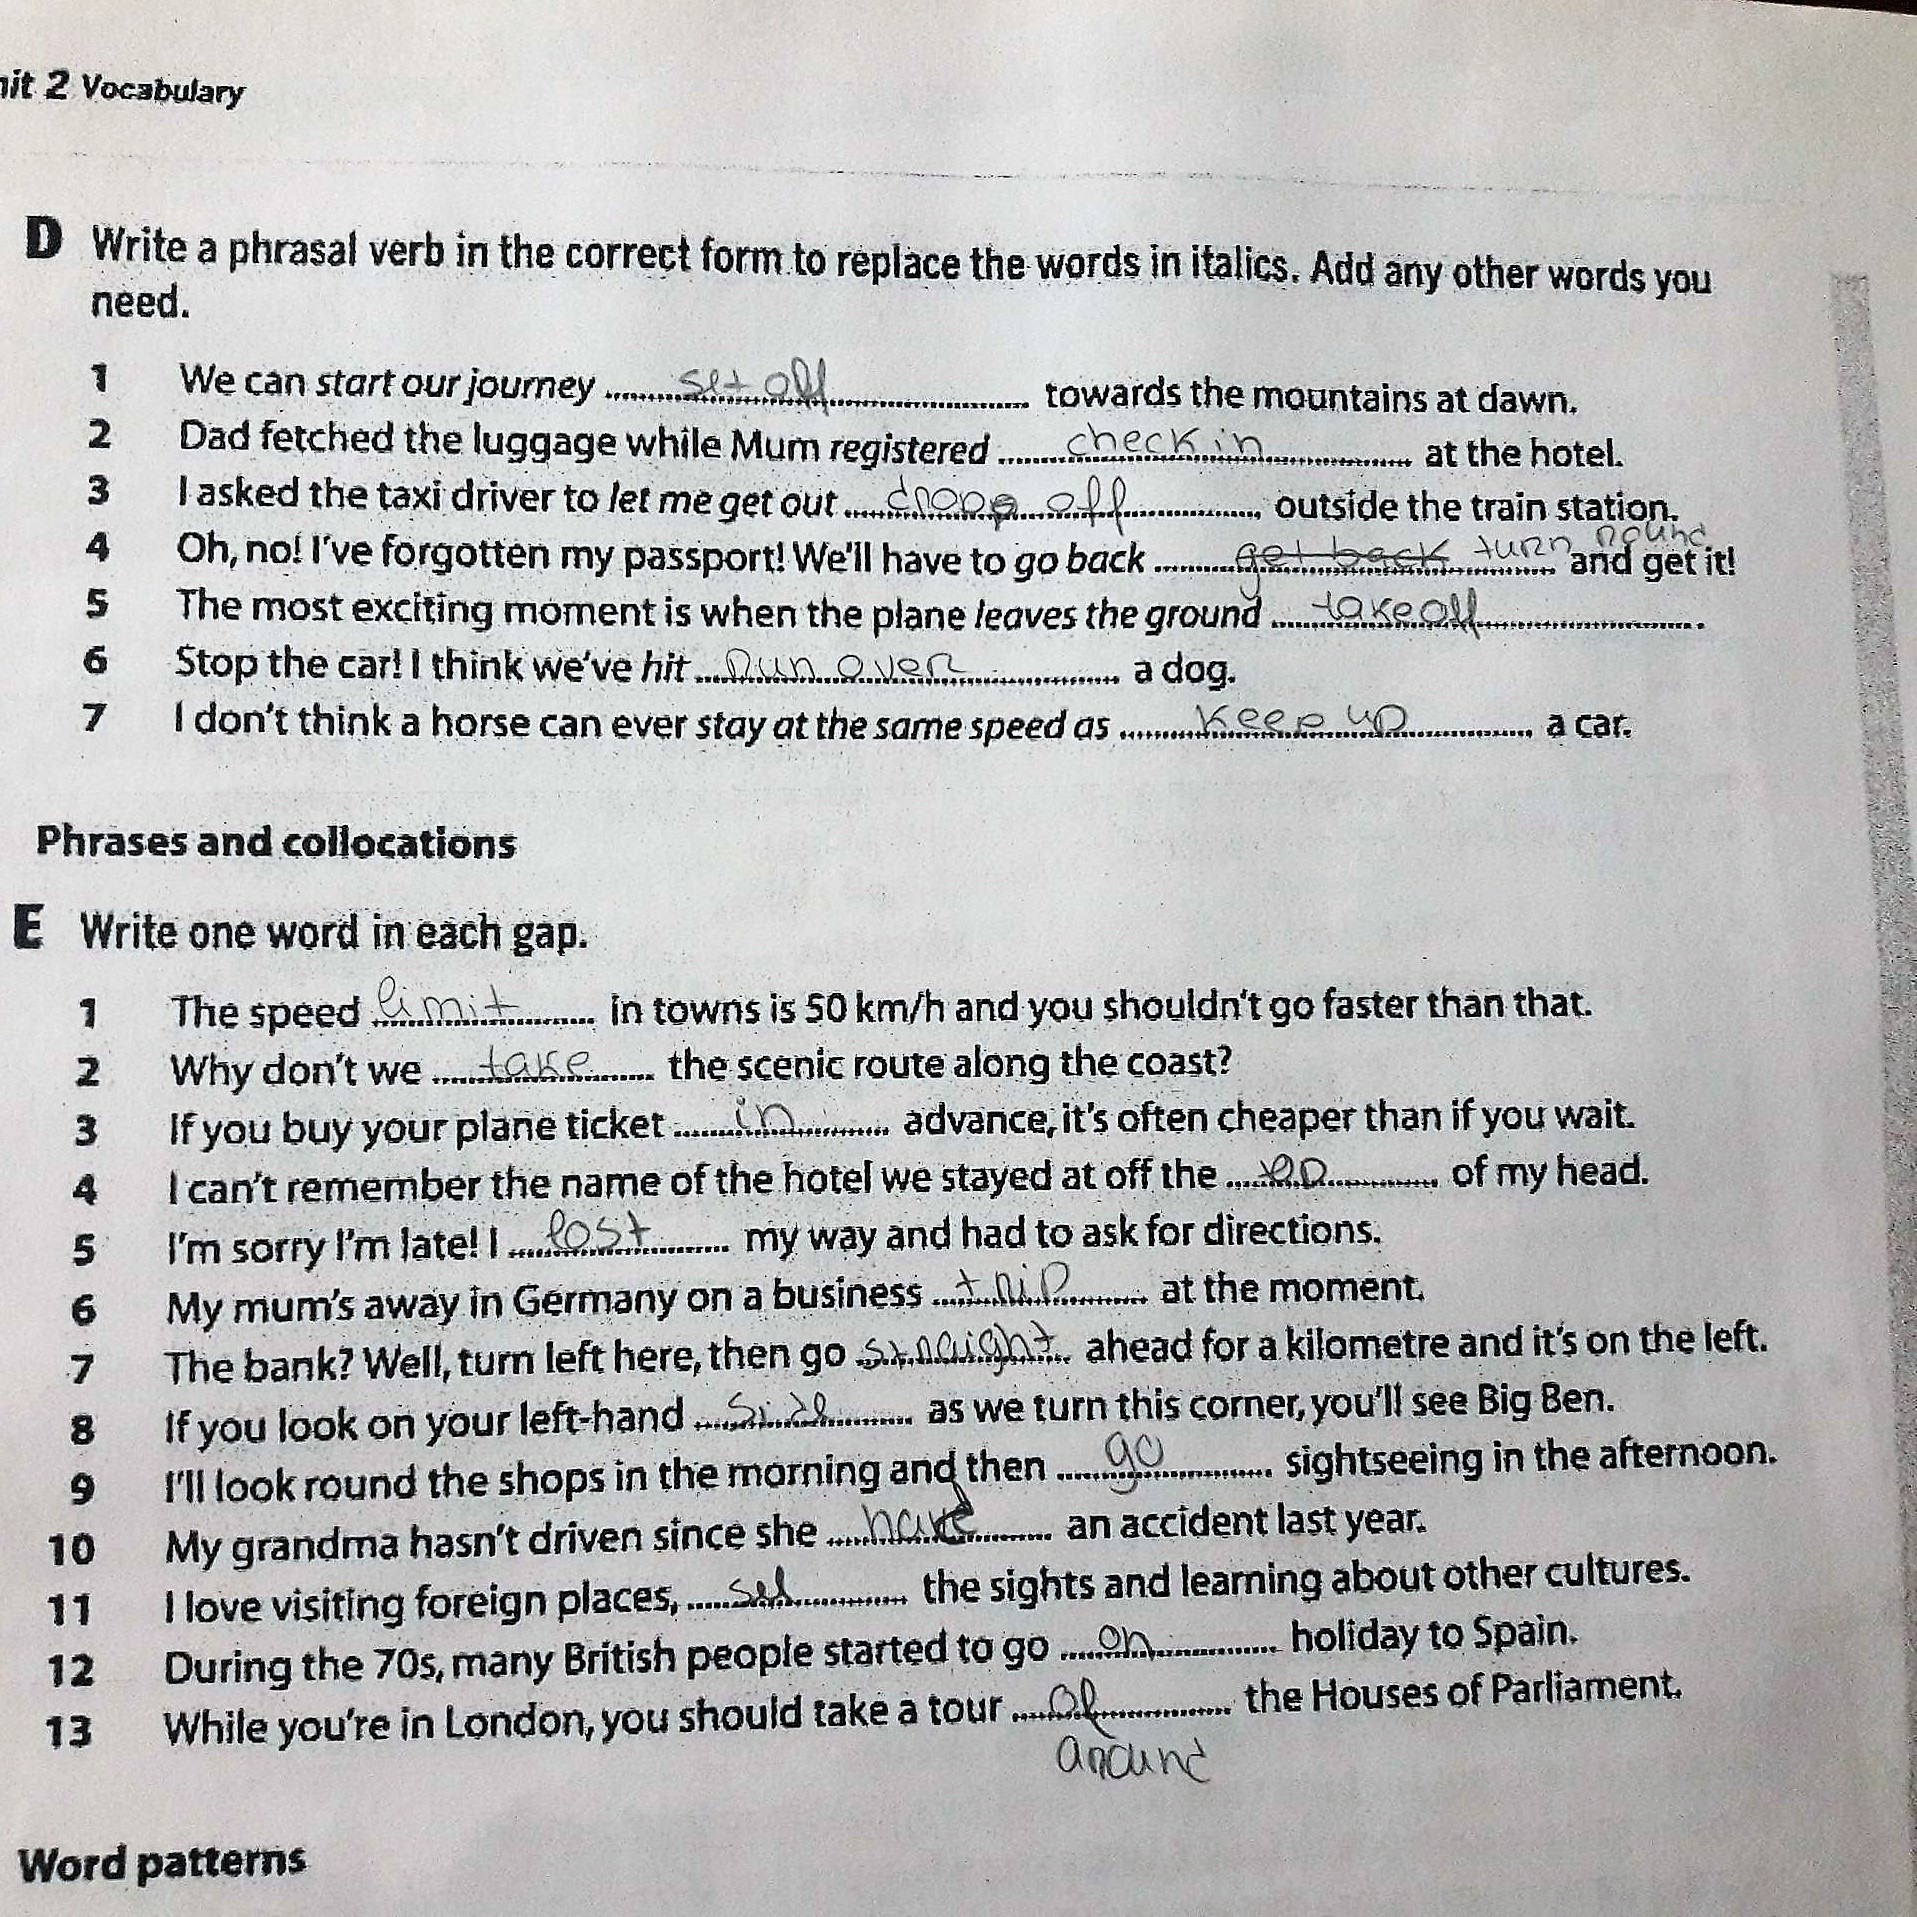 nit 2 Vocabulary
D Write a phrasal verb in the correct form to replace the words in italics. Add any other words you
need.
1 We can start our journey ........ set off ........ towards the mountains at dawn.
2 Dad fetched the luggage while Mum registered ........ check in ........ at the hotel.
3 I asked the taxi driver to let me get out ........ drop off ........ outside the train station.
4 Oh, no! I've forgotten my passport! We'll have to go back ........ get back turn round ........ and get it!
5 The most exciting moment is when the plane leaves the ground ........ take off ........ .
6 Stop the car! I think we've hit ........ run over ........ a dog.
7 I don't think a horse can ever stay at the same speed as ........ keep up ........ a car.
Phrases and collocations
E Write one word in each gap.
1 The speed ........ limit ........ in towns is 50 km/h and you shouldn't go faster than that.
2 Why don't we ........ take ........ the scenic route along the coast?
3 If you buy your plane ticket ........ in ........ advance, it's often cheaper than if you wait.
4 I can't remember the name of the hotel we stayed at off the ........ of my head.
5 I'm sorry I'm late! I ........ lost ........ my way and had to ask for directions.
6 My mum's away in Germany on a business ........ trip ........ at the moment.
7 The bank? Well, turn left here, then go ........ straight ........ ahead for a kilometre and it's on the left.
8 If you look on your left-hand ........ side ........ as we turn this corner, you'll see Big Ben.
9 I'll look round the shops in the morning and then ........ go ........ sightseeing in the afternoon.
10 My grandma hasn't driven since she ........ have ........ an accident last year.
11 I love visiting foreign places, ........ see ........ the sights and learning about other cultures.
12 During the 70s, many British people started to go ........ on ........ holiday to Spain.
13 While you're in London, you should take a tour ........ of ........ the Houses of Parliament.
around
Word patterns